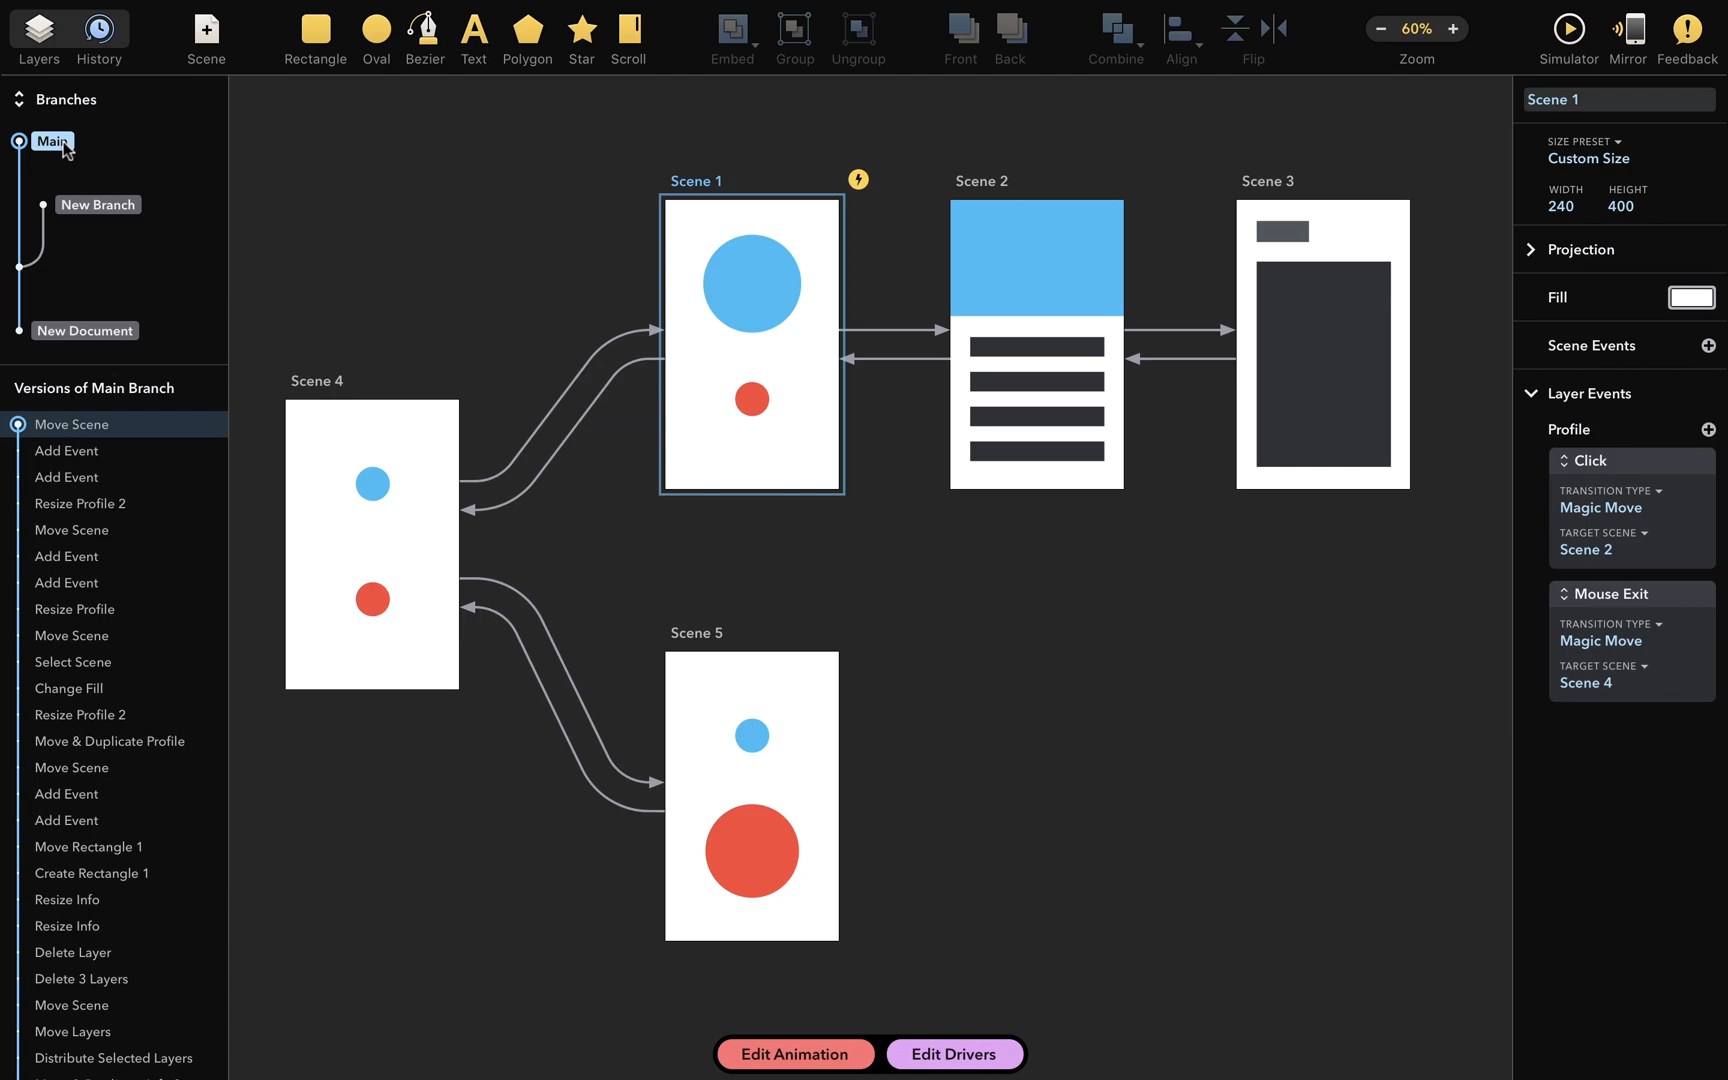 Layers History Scene Rectangle Oval Bezier Text Polygon Star Scroll Embed Group Ungroup Front Back Combine Align Flip 60% Zoom Simulator Mirror Feedback
Branches
Main
New Branch
New Document
Versions of Main Branch
Move Scene
Add Event
Add Event
Resize Profile 2
Move Scene
Add Event
Add Event
Resize Profile
Move Scene
Select Scene
Change Fill
Resize Profile 2
Move & Duplicate Profile
Move Scene
Add Event
Add Event
Move Rectangle 1
Create Rectangle 1
Resize Info
Resize Info
Delete Layer
Delete 3 Layers
Move Scene
Move Layers
Distribute Selected Layers
Scene 1
Scene 2
Scene 3
Scene 4
Scene 5
Edit Animation
Edit Drivers
Scene 1
SIZE PRESET
Custom Size
WIDTH HEIGHT
240 400
Projection
Fill
Scene Events
Layer Events
Profile
Click
TRANSITION TYPE
Magic Move
TARGET SCENE
Scene 2
Mouse Exit
TRANSITION TYPE
Magic Move
TARGET SCENE
Scene 4